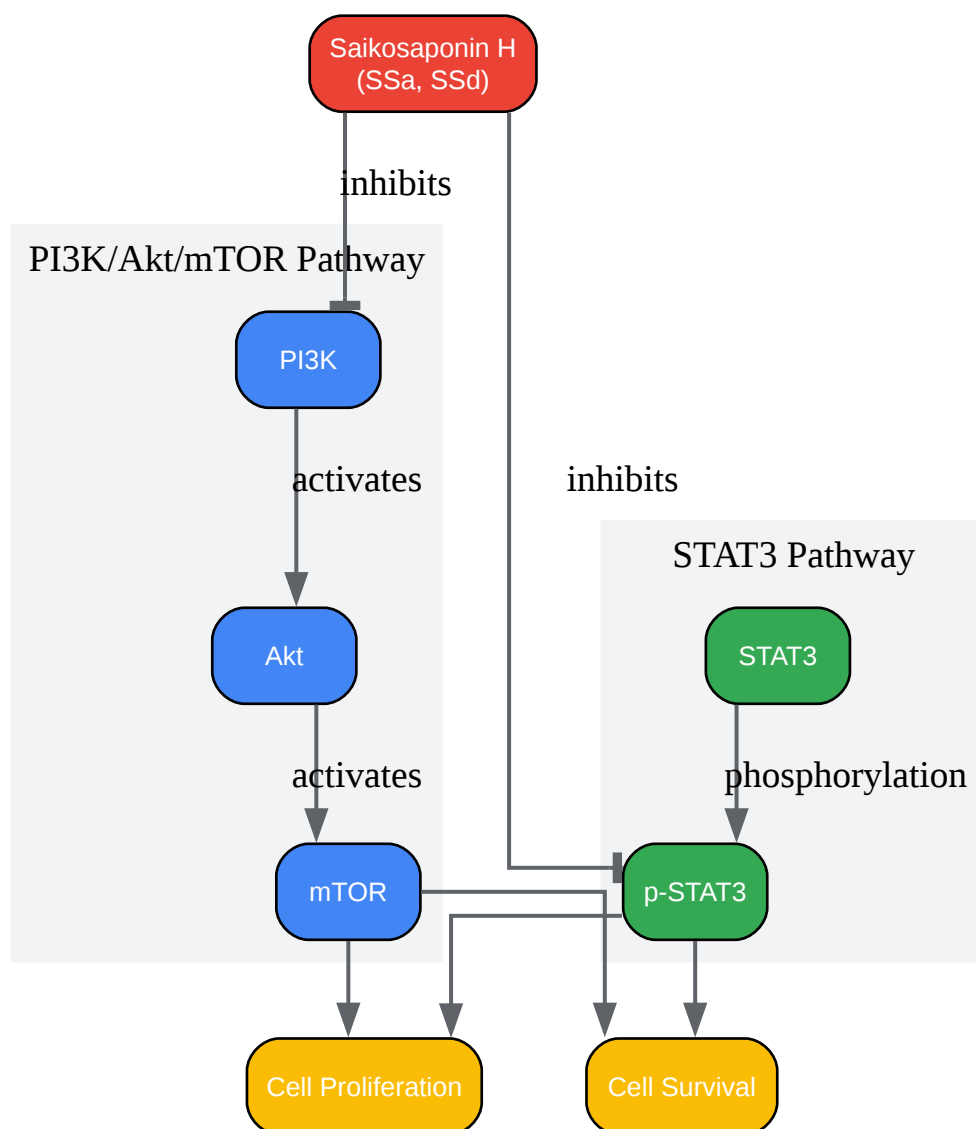 Saikosaponin H
(SSa, SSd)
inhibits
PI3K/Akt/mTOR Pathway
PI3K
activates
inhibits
STAT3 Pathway
Akt
STAT3
activates
phosphorylation
mTOR
p-STAT3
Cell Proliferation
Cell Survival